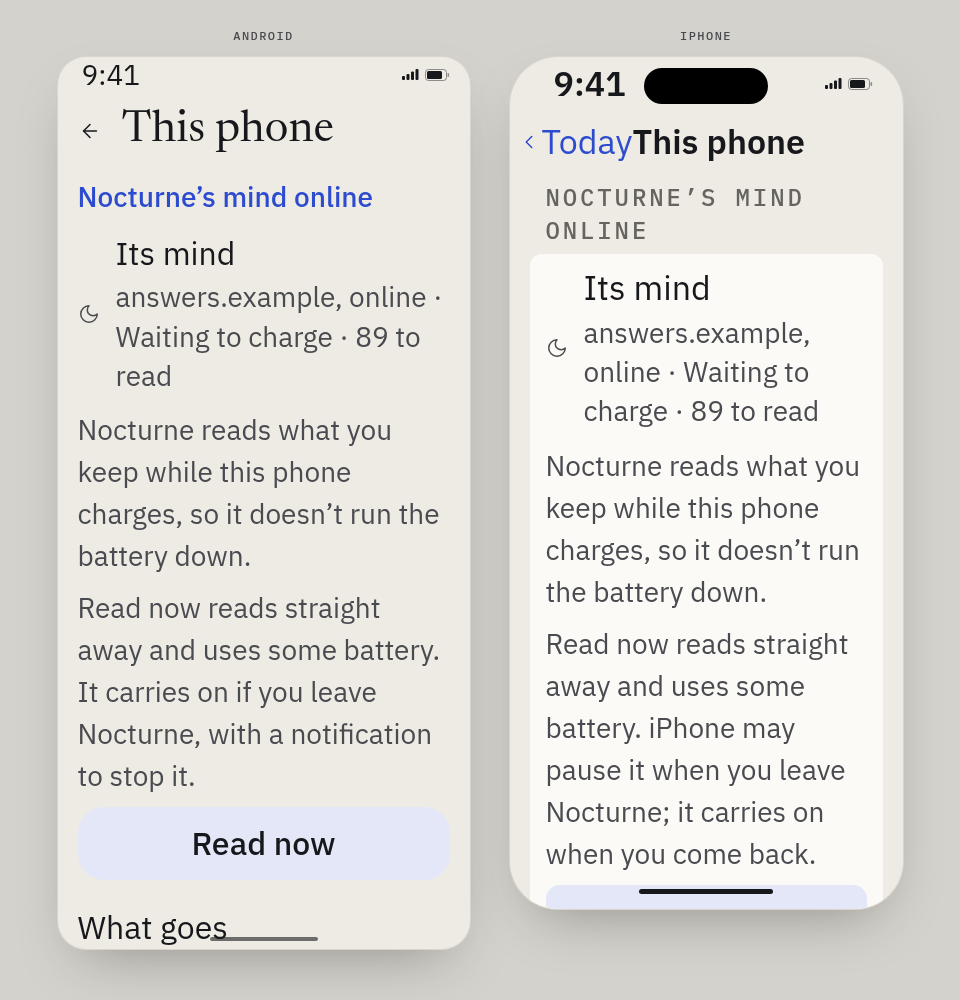 ANDROID
9:41
This phone
Nocturne’s mind online
Its mind
answers.example, online ·
Waiting to charge · 89 to
read
Nocturne reads what you
keep while this phone
charges, so it doesn’t run the
battery down.
Read now reads straight
away and uses some battery.
It carries on if you leave
Nocturne, with a notification
to stop it.
Read now
What goes
IPHONE
9:41
Today
This phone
NOCTURNE’S MIND
ONLINE
Its mind
answers.example,
online · Waiting to
charge · 89 to read
Nocturne reads what you
keep while this phone
charges, so it doesn’t run
the battery down.
Read now reads straight
away and uses some
battery. iPhone may
pause it when you leave
Nocturne; it carries on
when you come back.